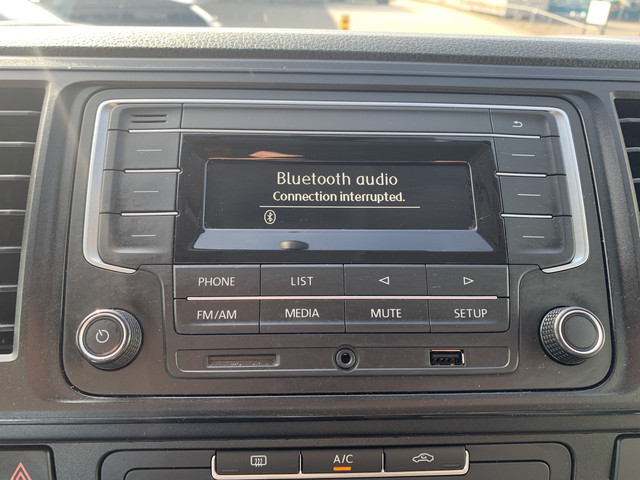 Bluetooth audio
Connection interrupted.
PHONE LIST
FM/AM MEDIA MUTE SETUP
A/C